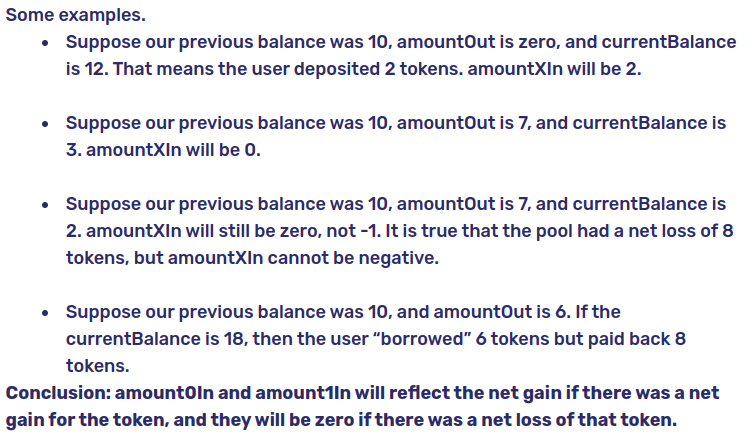 Some examples.
• Suppose our previous balance was 10, amountOut is zero, and currentBalance
is 12. That means the user deposited 2 tokens. amountXIn will be 2.
• Suppose our previous balance was 10, amountOut is 7, and currentBalance is
3. amountXIn will be 0.
• Suppose our previous balance was 10, amountOut is 7, and currentBalance is
2. amountXIn will still be zero, not -1. It is true that the pool had a net loss of 8
tokens, but amountXIn cannot be negative.
• Suppose our previous balance was 10, and amountOut is 6. If the
currentBalance is 18, then the user “borrowed” 6 tokens but paid back 8
tokens.
Conclusion: amount0In and amount1In will reflect the net gain if there was a net
gain for the token, and they will be zero if there was a net loss of that token.